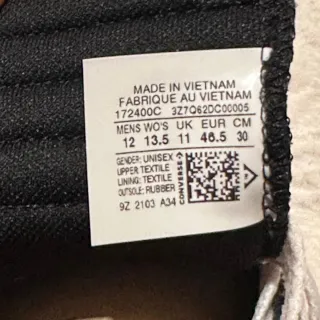 MADE IN VIETNAM
FABRIQUE AU VIETNAM
172400C 3Z7Q62DC00005
MENS WO'S UK EUR CM
12 13.5 11 46.5 30
GENDER: UNISEX
UPPER: TEXTILE
LINING: TEXTILE
OUTSOLE: RUBBER
CONVERSE
9Z 2103 A34